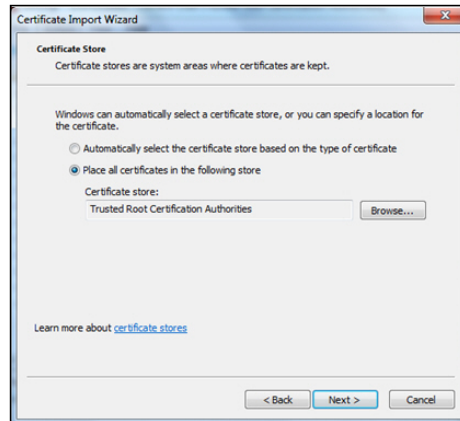 Certificate Import Wizard
Certificate Store
Certificate stores are system areas where certificates are kept.
Windows can automatically select a certificate store, or you can specify a location for
the certificate.
Automatically select the certificate store based on the type of certificate
Place all certificates in the following store
Certificate store:
Trusted Root Certification Authorities
Browse...
Learn more about certificate stores
< Back
Next >
Cancel